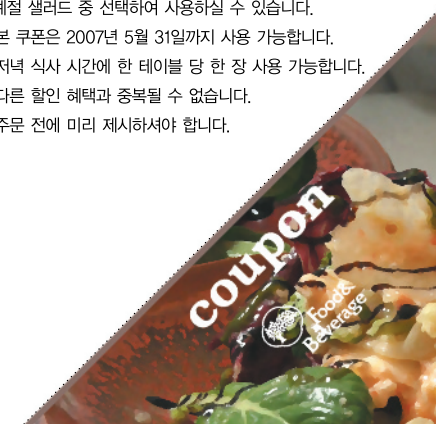 계절 샐러드 중 선택하여 사용하실 수 있습니다.
본 쿠폰은 2007년 5월 31일까지 사용 가능합니다.
저녁 식사 시간에 한 테이블 당 한 장 사용 가능합니다.
다른 할인 혜택과 중복될 수 없습니다.
주문 전에 미리 제시하셔야 합니다.
coupon
Food&
Beverage